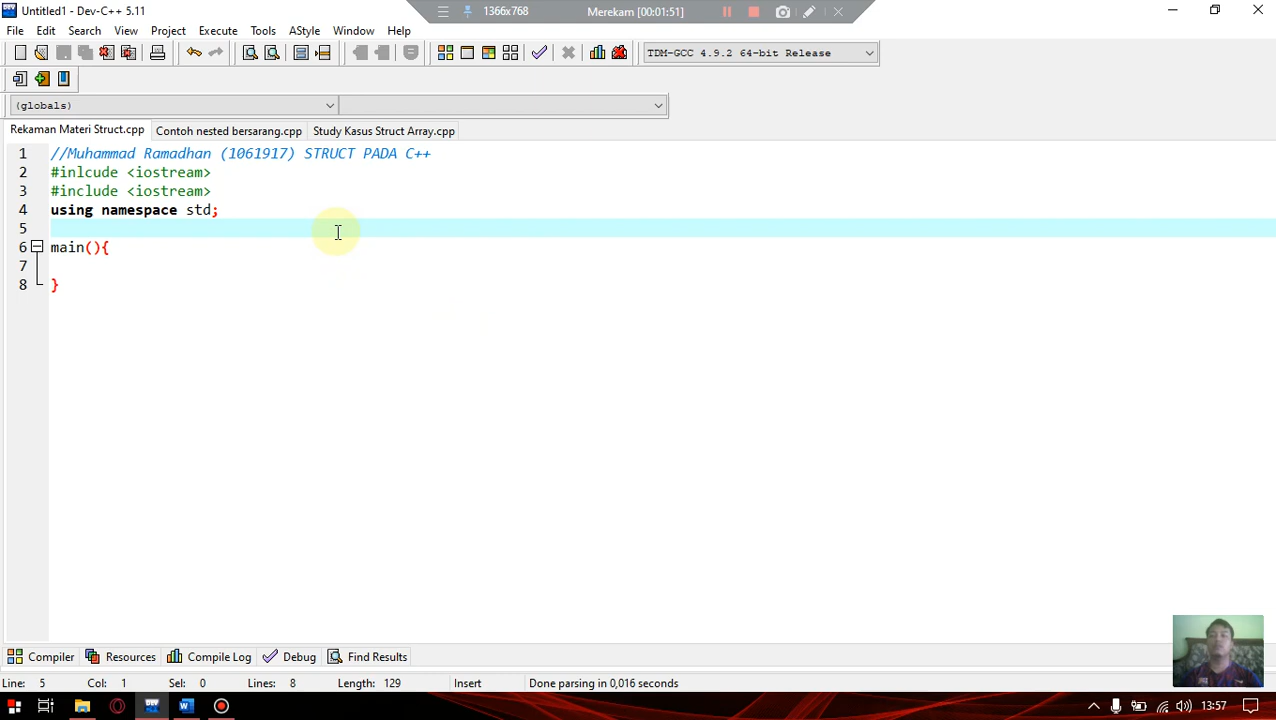 Untitled1 - Dev-C++ 5.11
1366x768
Merekam [00:01:51]
File Edit Search View Project Execute Tools AStyle Window Help
TDM-GCC 4.9.2 64-bit Release
(globals)
Rekaman Materi Struct.cpp
Contoh nested bersarang.cpp
Study Kasus Struct Array.cpp
1 //Muhammad Ramadhan (1061917) STRUCT PADA C++
2 #inlcude <iostream>
3 #include <iostream>
4 using namespace std;
5
6 main(){
7
8 }
Compiler Resources Compile Log Debug Find Results
Line: 5 Col: 1 Sel: 0 Lines: 8 Length: 129 Insert Done parsing in 0,016 seconds
13:57